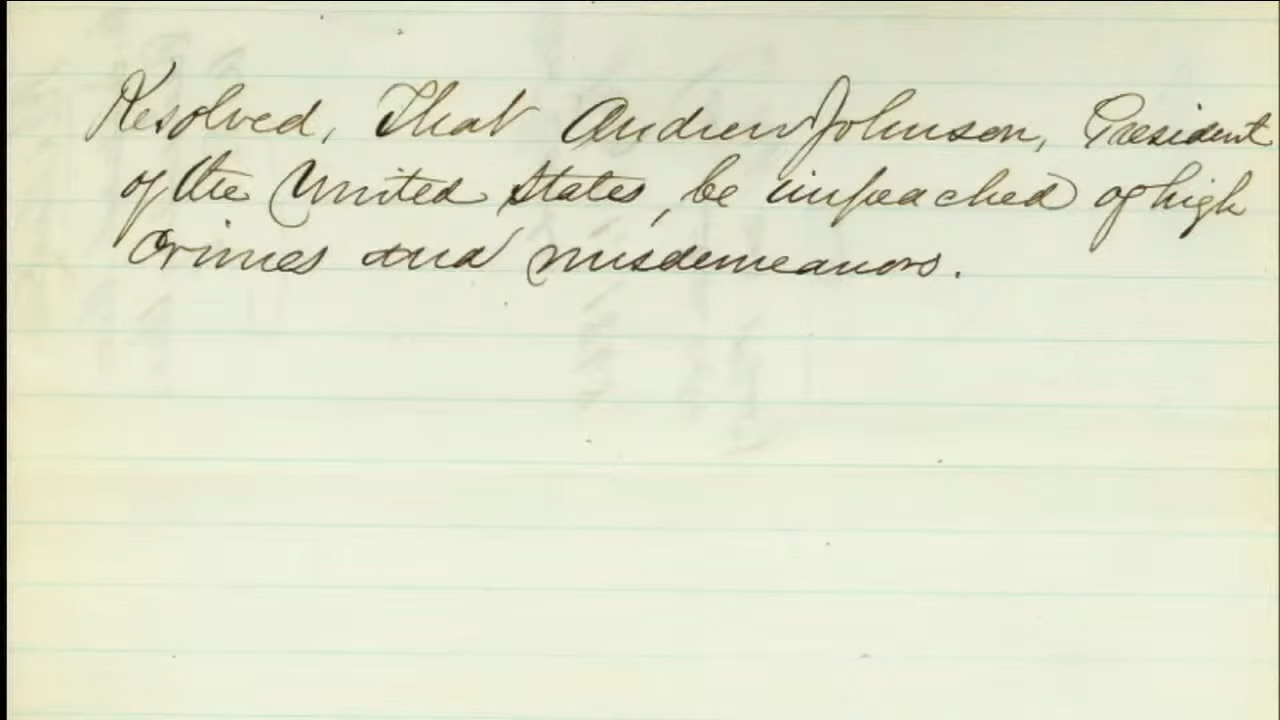 Resolved, That Andrew Johnson, President
of the United States, be impeached of high
crimes and misdemeanors.